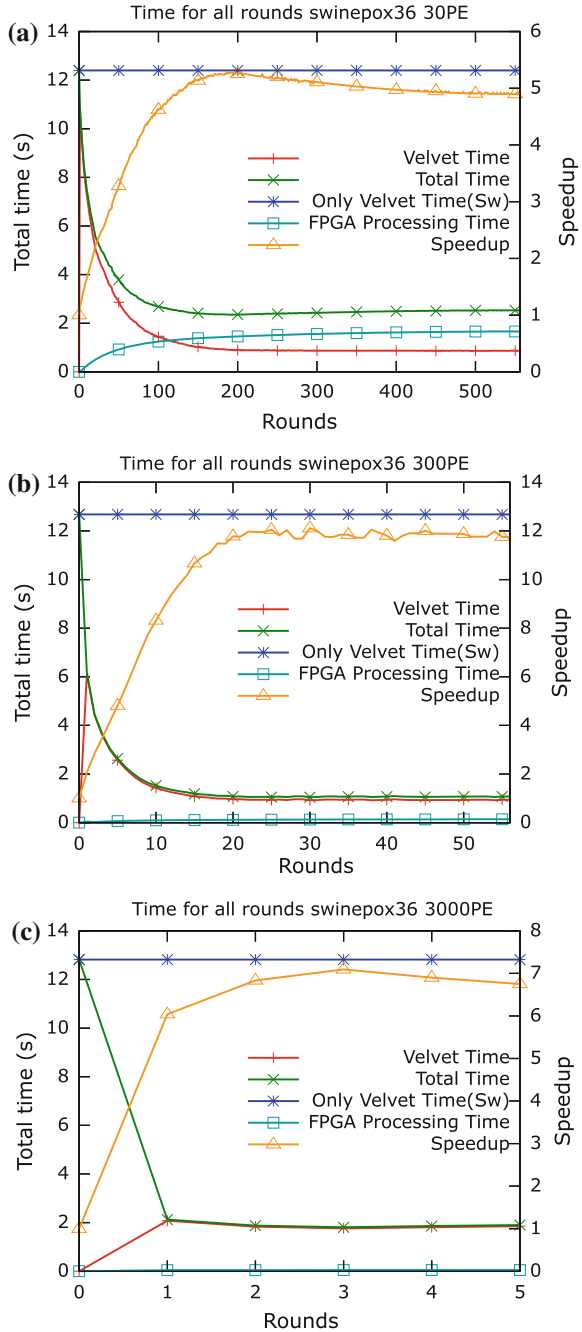 (a)
Time for all rounds swinepox36 30PE
14
12
10
8
6
4
2
0
Total time (s)
6
5
4
3
2
1
0
Speedup
Velvet Time
Total Time
Only Velvet Time(Sw)
FPGA Processing Time
Speedup
0 100 200 300 400 500
Rounds
(b)
Time for all rounds swinepox36 300PE
14
12
10
8
6
4
2
0
Total time (s)
14
12
10
8
6
4
2
0
Speedup
Velvet Time
Total Time
Only Velvet Time(Sw)
FPGA Processing Time
Speedup
0 10 20 30 40 50
Rounds
(c)
Time for all rounds swinepox36 3000PE
14
12
10
8
6
4
2
0
Total time (s)
8
7
6
5
4
3
2
1
0
Speedup
Velvet Time
Total Time
Only Velvet Time(Sw)
FPGA Processing Time
Speedup
0 1 2 3 4 5
Rounds